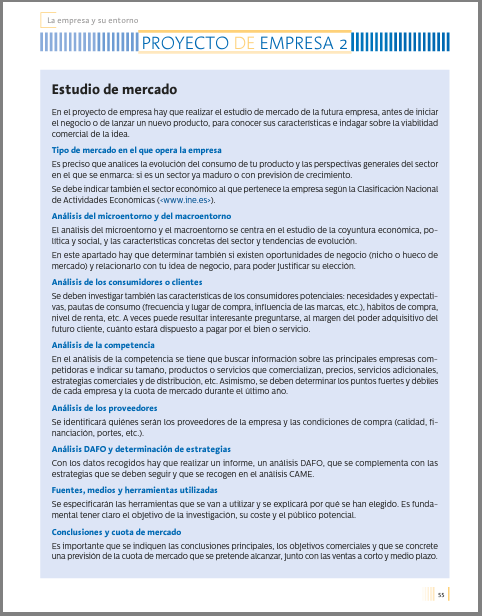 La empresa y su entorno
PROYECTO DE EMPRESA 2
Estudio de mercado
En el proyecto de empresa hay que realizar el estudio de mercado de la futura empresa, antes de iniciar
el negocio o de lanzar un nuevo producto, para conocer sus características e indagar sobre la viabilidad
comercial de la idea.
Tipo de mercado en el que opera la empresa
Es preciso que analices la evolución del consumo de tu producto y las perspectivas generales del sector
en el que se enmarca: si es un sector ya maduro o con previsión de crecimiento.
Se debe indicar también el sector económico al que pertenece la empresa según la Clasificación Nacional
de Actividades Económicas (<www.ine.es>).
Análisis del microentorno y del macroentorno
El análisis del microentorno y el macroentorno se centra en el estudio de la coyuntura económica, po-
lítica y social, y las características concretas del sector y tendencias de evolución.
En este apartado hay que determinar también si existen oportunidades de negocio (nicho o hueco de
mercado) y relacionarlo con tu idea de negocio, para poder justificar su elección.
Análisis de los consumidores o clientes
Se deben investigar también las características de los consumidores potenciales: necesidades y expectati-
vas, pautas de consumo (frecuencia y lugar de compra, influencia de las marcas, etc.), hábitos de compra,
nivel de renta, etc. A veces puede resultar interesante preguntarse, al margen del poder adquisitivo del
futuro cliente, cuánto estará dispuesto a pagar por el bien o servicio.
Análisis de la competencia
En el análisis de la competencia se tiene que buscar información sobre las principales empresas com-
petidoras e indicar su tamaño, productos o servicios que comercializan, precios, servicios adicionales,
estrategias comerciales y de distribución, etc. Asimismo, se deben determinar los puntos fuertes y débiles
de cada empresa y la cuota de mercado durante el último año.
Análisis de los proveedores
Se identificará quiénes serán los proveedores de la empresa y las condiciones de compra (calidad, fi-
nanciación, portes, etc.).
Análisis DAFO y determinación de estrategias
Con los datos recogidos hay que realizar un informe, un análisis DAFO, que se complementa con las
estrategias que se deben seguir y que se recogen en el análisis CAME.
Fuentes, medios y herramientas utilizadas
Se especificarán las herramientas que se van a utilizar y se explicará por qué se han elegido. Es funda-
mental tener claro el objetivo de la investigación, su coste y el público potencial.
Conclusiones y cuota de mercado
Es importante que se indiquen las conclusiones principales, los objetivos comerciales y que se concrete
una previsión de la cuota de mercado que se pretende alcanzar, junto con las ventas a corto y medio plazo.
55